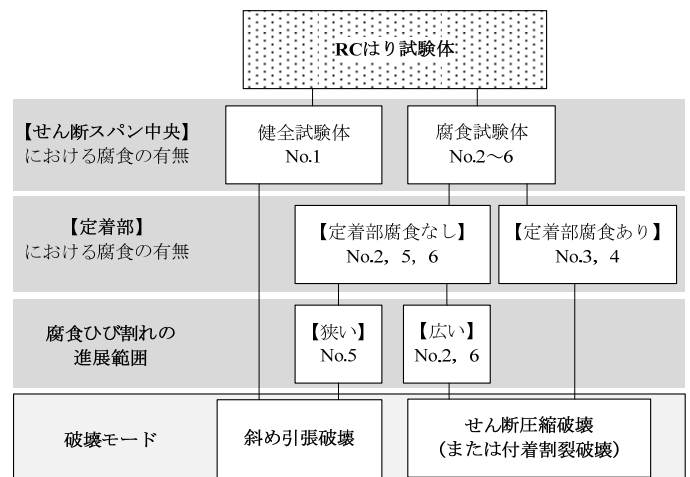 RCはり試験体
【せん断スパン中央】
における腐食の有無
健全試験体
No.1
腐食試験体
No.2～6
【定着部】
における腐食の有無
【定着部腐食なし】
No.2，5，6
【定着部腐食あり】
No.3，4
腐食ひび割れの
進展範囲
【狭い】
No.5
【広い】
No.2，6
破壊モード
斜め引張破壊
せん断圧縮破壊
(または付着割裂破壊)